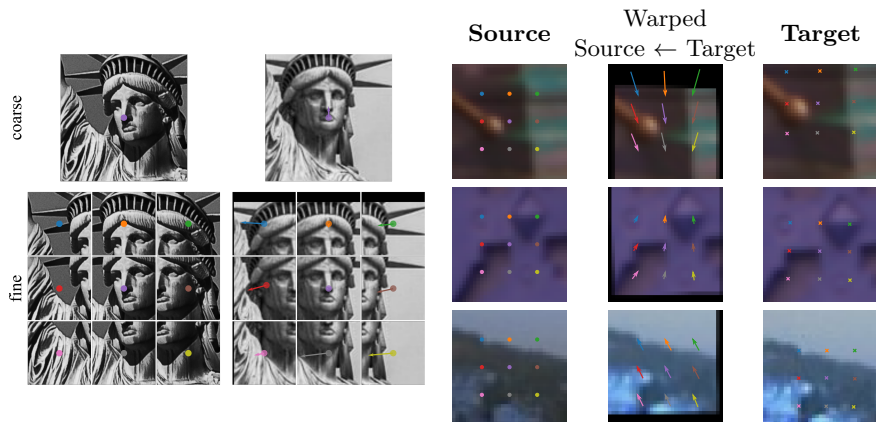 coarse
fine
Source
Warped
Source ← Target
Target